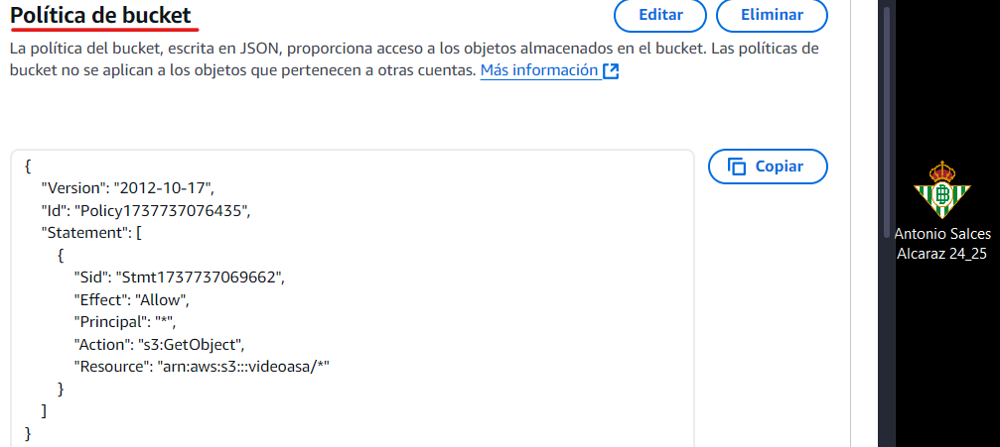 Política de bucket
Editar
Eliminar
La política del bucket, escrita en JSON, proporciona acceso a los objetos almacenados en el bucket. Las políticas de
bucket no se aplican a los objetos que pertenecen a otras cuentas. Más información
{
"Version": "2012-10-17",
"Id": "Policy1737737076435",
"Statement": [
{
"Sid": "Stmt1737737069662",
"Effect": "Allow",
"Principal": "*",
"Action": "s3:GetObject",
"Resource": "arn:aws:s3:::videoasa/*"
}
]
}
Copiar
Antonio Salces
Alcaraz 24_25